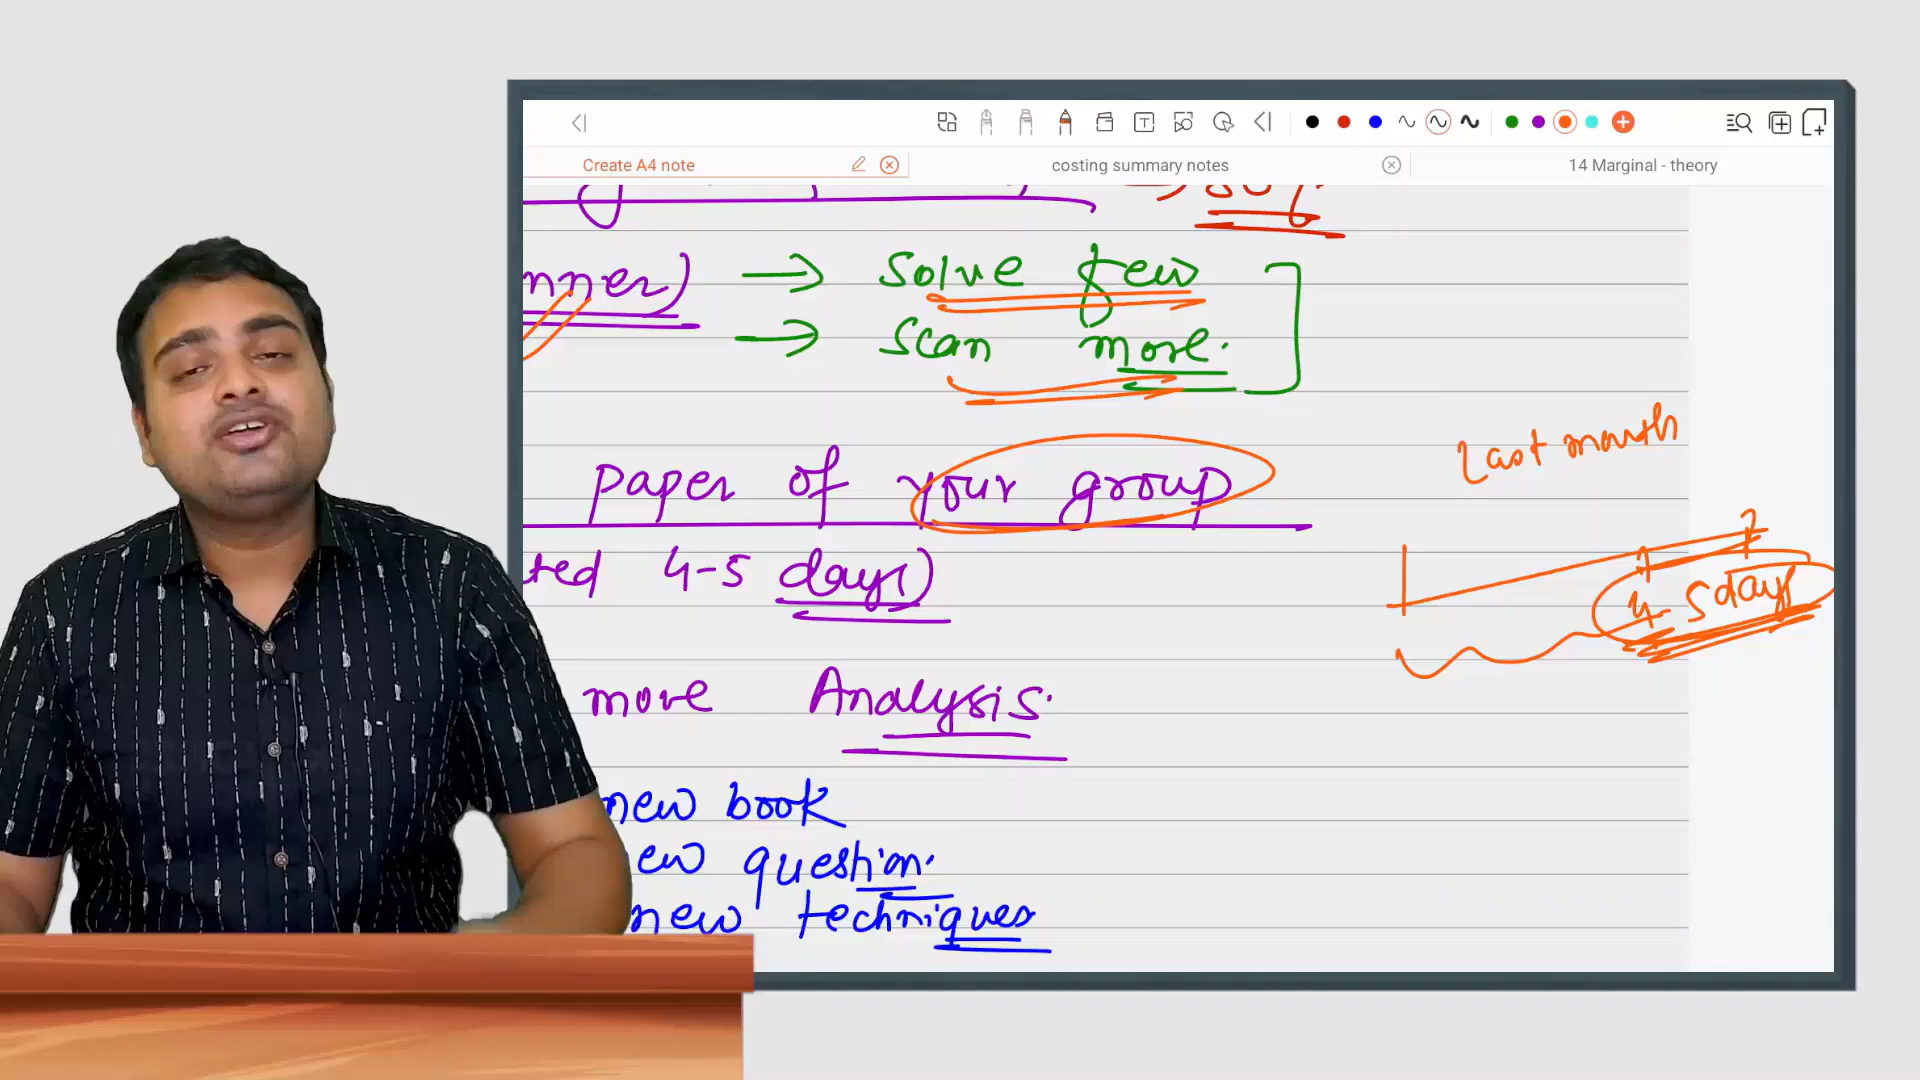 Create A4 note
costing summary notes
14 Marginal - theory
nner) → Solve few
→ Scan more.
Last month
paper of your group
ted 4-5 days)
4-5 days
more Analysis.
new book
ew question.
new techniques